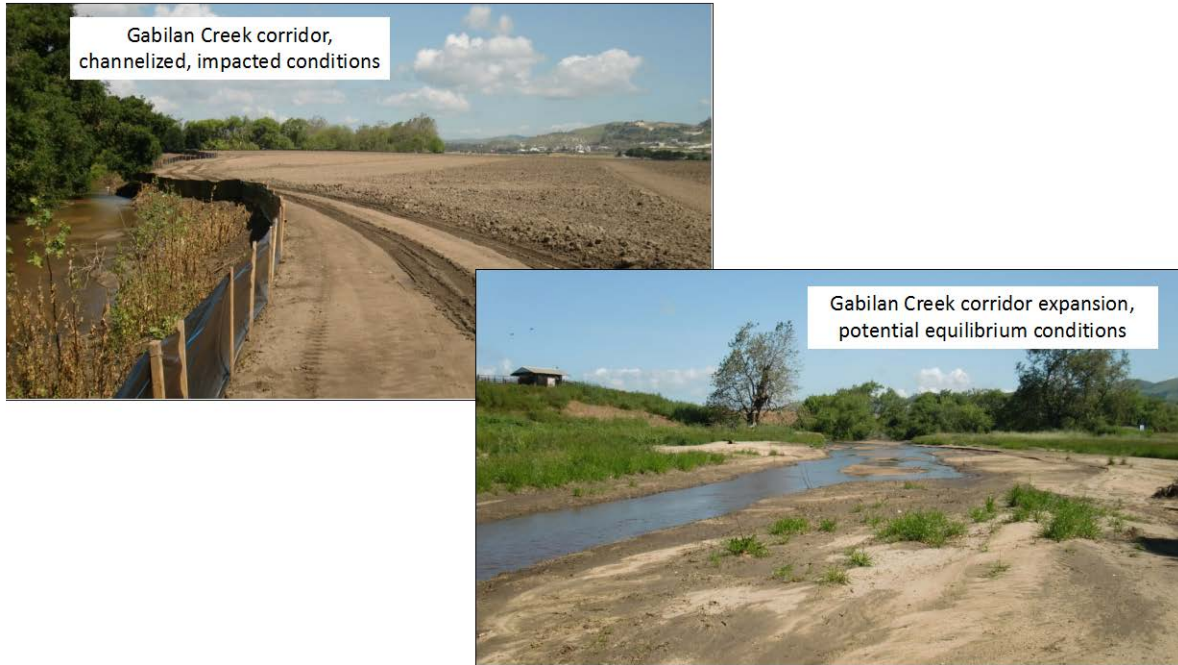 Gabilan Creek corridor,
channelized, impacted conditions
Gabilan Creek corridor expansion,
potential equilibrium conditions